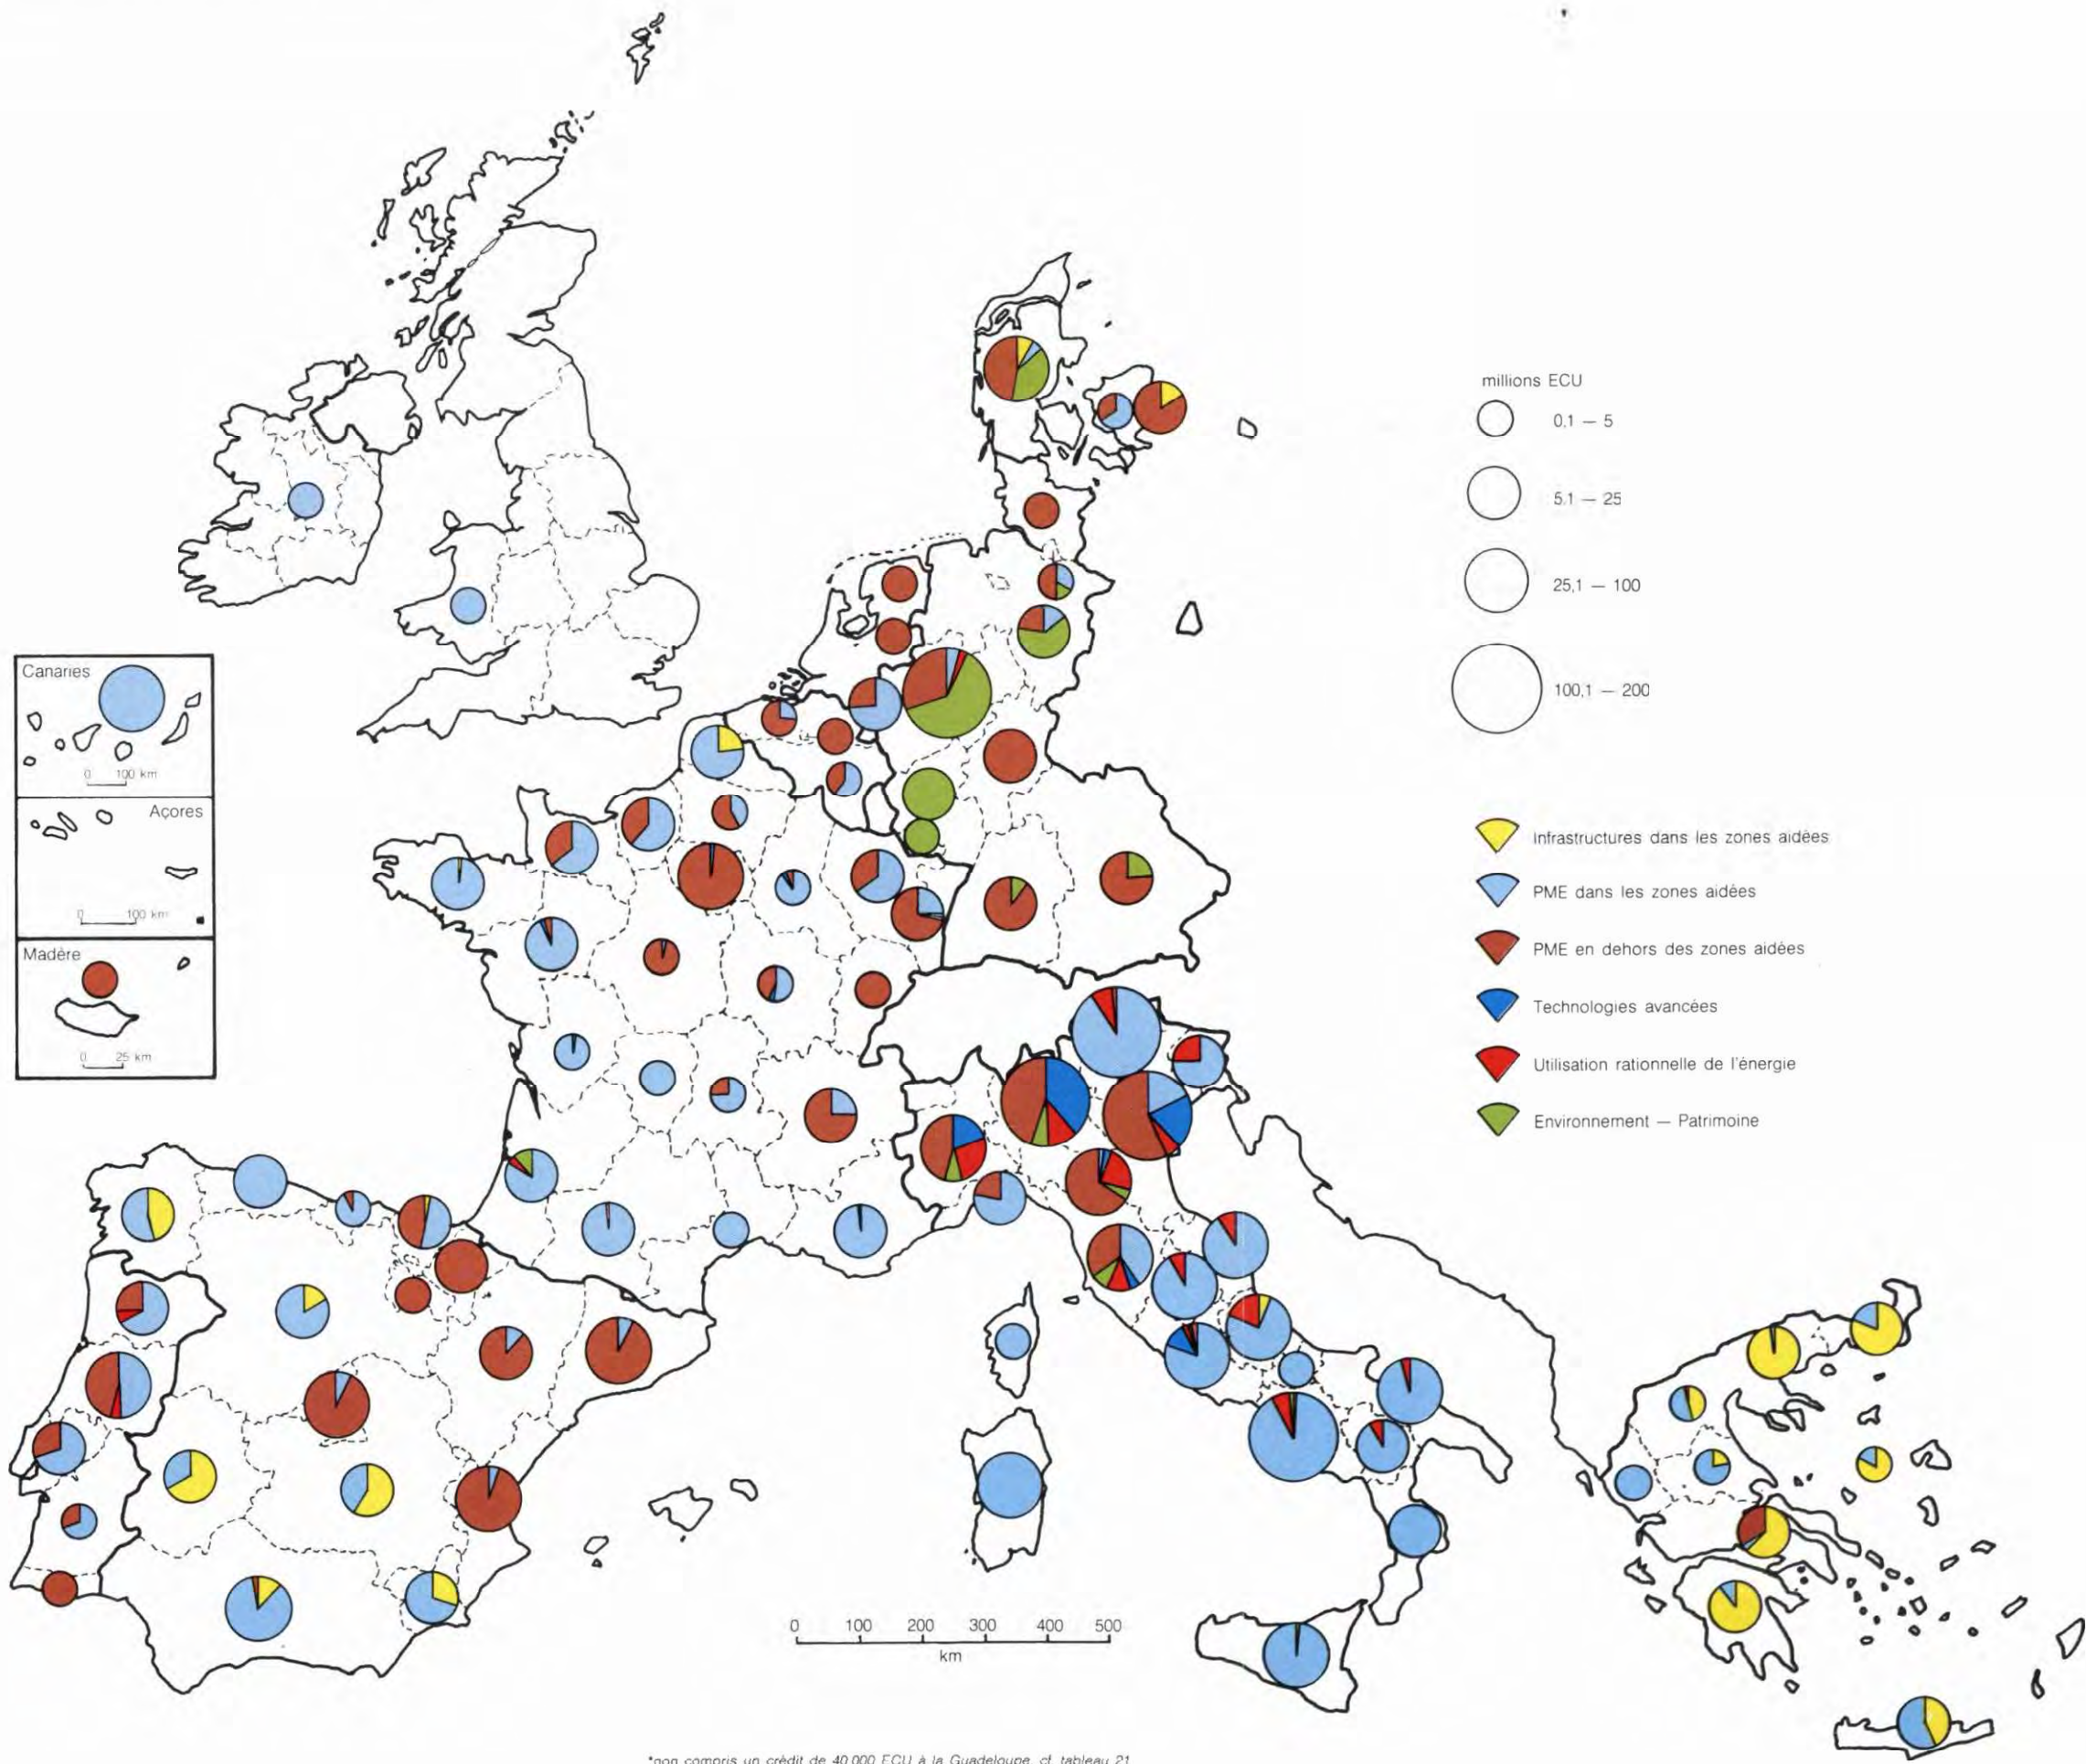 millions ECU
0,1 — 5
5,1 — 25
25,1 — 100
100,1 — 200
Canaries
0 100 km
Açores
0 100 km
Madère
0 25 km
Infrastructures dans les zones aidées
PME dans les zones aidées
PME en dehors des zones aidées
Technologies avancées
Utilisation rationnelle de l'énergie
Environnement — Patrimoine
0 100 200 300 400 500
km
*non compris un crédit de 40.000 ECU à la Guadeloupe, cf. tableau 21